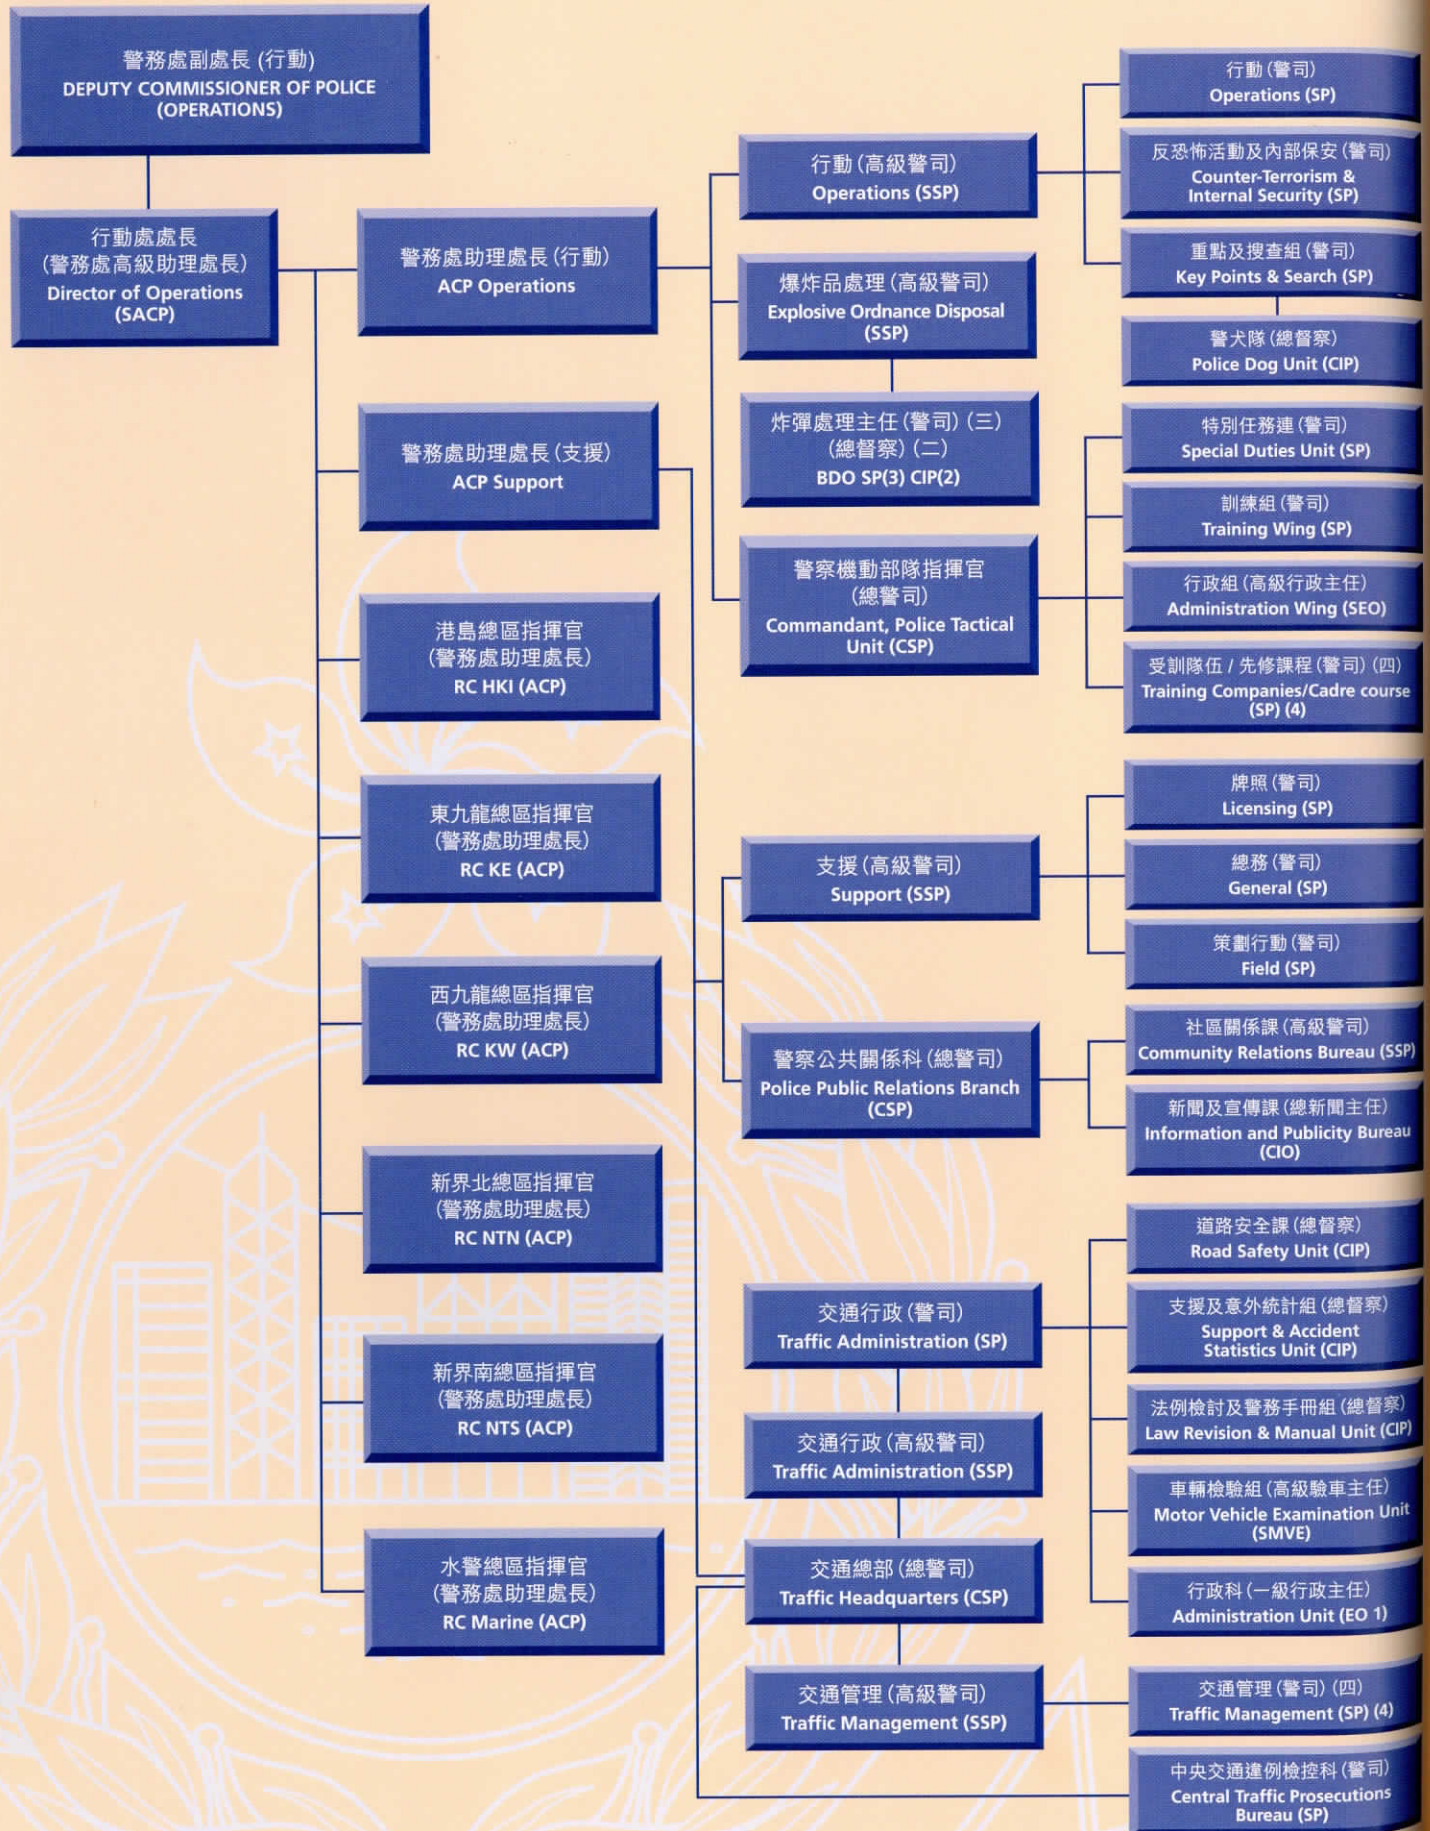 警務處副處長 (行動)
DEPUTY COMMISSIONER OF POLICE
(OPERATIONS)
行動處處長
(警務處高級助理處長)
Director of Operations
(SACP)
警務處助理處長 (行動)
ACP Operations
警務處助理處長 (支援)
ACP Support
港島總區指揮官
(警務處助理處長)
RC HKI (ACP)
東九龍總區指揮官
(警務處助理處長)
RC KE (ACP)
西九龍總區指揮官
(警務處助理處長)
RC KW (ACP)
新界北總區指揮官
(警務處助理處長)
RC NTN (ACP)
新界南總區指揮官
(警務處助理處長)
RC NTS (ACP)
水警總區指揮官
(警務處助理處長)
RC Marine (ACP)
行動 (高級警司)
Operations (SSP)
爆炸品處理 (高級警司)
Explosive Ordnance Disposal
(SSP)
炸彈處理主任 (警司) (三)
(總督察) (二)
BDO SP(3) CIP(2)
警察機動部隊指揮官
(總警司)
Commandant, Police Tactical
Unit (CSP)
支援 (高級警司)
Support (SSP)
警察公共關係科 (總警司)
Police Public Relations Branch
(CSP)
交通行政 (警司)
Traffic Administration (SP)
交通行政 (高級警司)
Traffic Administration (SSP)
交通總部 (總警司)
Traffic Headquarters (CSP)
交通管理 (高級警司)
Traffic Management (SSP)
行動 (警司)
Operations (SP)
反恐怖活動及內部保安 (警司)
Counter-Terrorism &
Internal Security (SP)
重點及搜查組 (警司)
Key Points & Search (SP)
警犬隊 (總督察)
Police Dog Unit (CIP)
特別任務連 (警司)
Special Duties Unit (SP)
訓練組 (警司)
Training Wing (SP)
行政組 (高級行政主任)
Administration Wing (SEO)
受訓隊伍 / 先修課程 (警司) (四)
Training Companies/Cadre course
(SP) (4)
牌照 (警司)
Licensing (SP)
總務 (警司)
General (SP)
策劃行動 (警司)
Field (SP)
社區關係課 (高級警司)
Community Relations Bureau (SSP)
新聞及宣傳課 (總新聞主任)
Information and Publicity Bureau
(CIO)
道路安全課 (總督察)
Road Safety Unit (CIP)
支援及意外統計組 (總督察)
Support & Accident
Statistics Unit (CIP)
法例檢討及警務手冊組 (總督察)
Law Revision & Manual Unit (CIP)
車輛檢驗組 (高級驗車主任)
Motor Vehicle Examination Unit
(SMVE)
行政科 (一級行政主任)
Administration Unit (EO 1)
交通管理 (警司) (四)
Traffic Management (SP) (4)
中央交通違例檢控科 (警司)
Central Traffic Prosecutions
Bureau (SP)